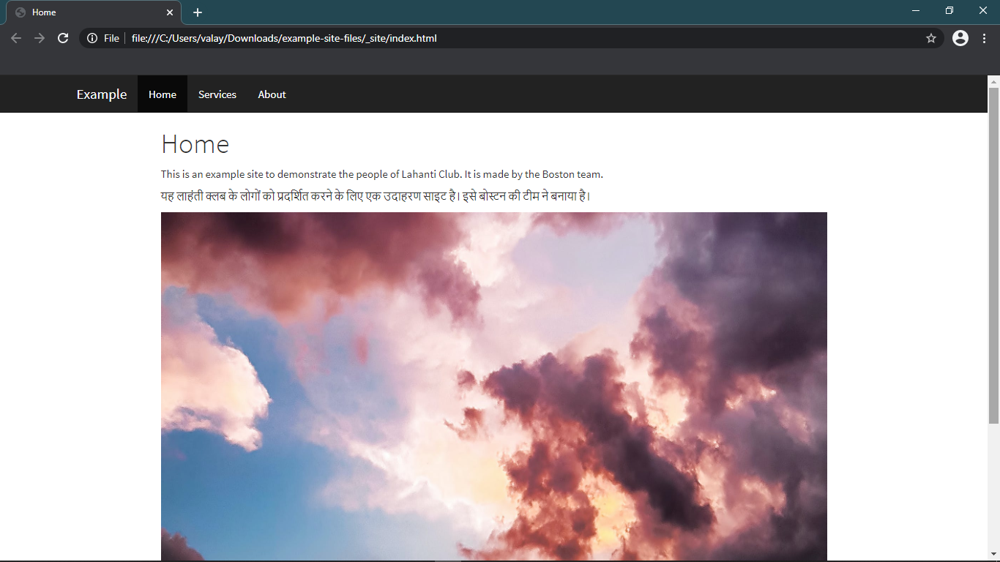 Home
File file:///C:/Users/valay/Downloads/example-site-files/_site/index.html
Example Home Services About
Home
This is an example site to demonstrate the people of Lahanti Club. It is made by the Boston team.
यह लाहंती क्लब के लोगों को प्रदर्शित करने के लिए एक उदाहरण साइट है। इसे बोस्टन की टीम ने बनाया है।